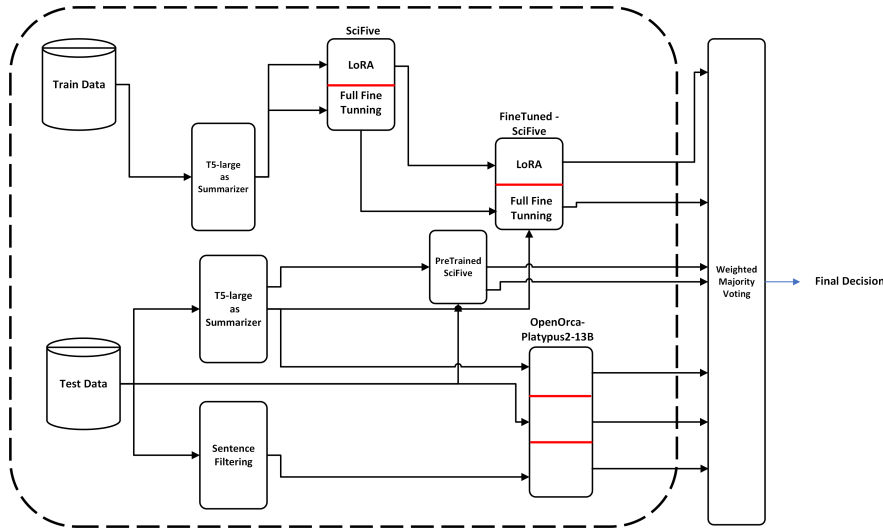 SciFive
LoRA
Full Fine
Tunning
Train Data
T5-large
as
Summarizer
FineTuned -
SciFive
LoRA
Full Fine
Tunning
PreTrained
SciFive
T5-large
as
Summarizer
OpenOrca-
Platypus2-13B
Test Data
Sentence
Filtering
Weighted
Majority
Voting
Final Decision